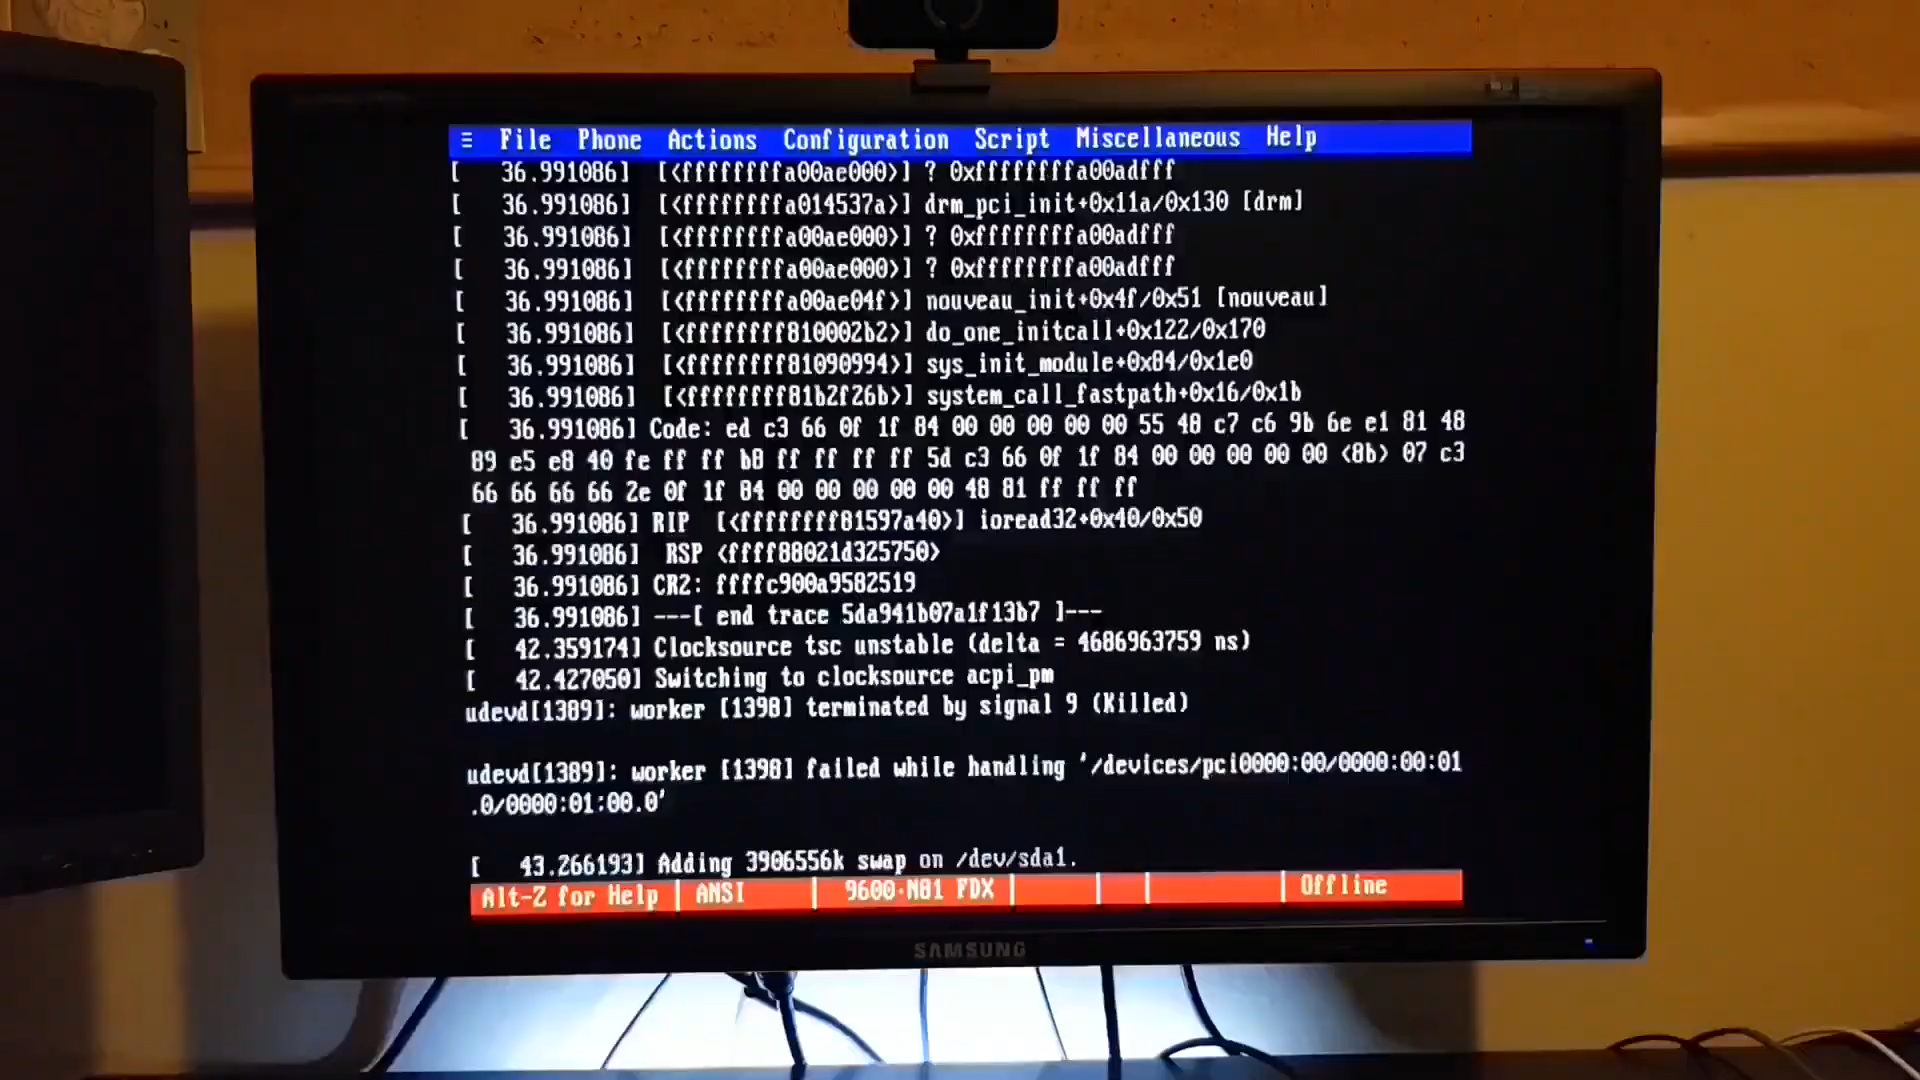 ≡ File Phone Actions Configuration Script Miscellaneous Help
[ 36.991086] [<ffffffffa00ae000>] ? 0xffffffffa00adfff
[ 36.991086] [<ffffffffa014537a>] drm_pci_init+0x11a/0x130 [drm]
[ 36.991086] [<ffffffffa00ae000>] ? 0xffffffffa00adfff
[ 36.991086] [<ffffffffa00ae000>] ? 0xffffffffa00adfff
[ 36.991086] [<ffffffffa00ae04f>] nouveau_init+0x4f/0x51 [nouveau]
[ 36.991086] [<ffffffff810002b2>] do_one_initcall+0x122/0x170
[ 36.991086] [<ffffffff81090994>] sys_init_module+0x84/0x1e0
[ 36.991086] [<ffffffff81b2f26b>] system_call_fastpath+0x16/0x1b
[ 36.991086] Code: ed c3 66 0f 1f 84 00 00 00 00 00 55 48 c7 c6 9b 6e e1 81 48
89 e5 e8 40 fe ff ff b8 ff ff ff ff 5d c3 66 0f 1f 84 00 00 00 00 00 <8b> 07 c3
66 66 66 66 2e 0f 1f 84 00 00 00 00 00 48 81 ff ff ff
[ 36.991086] RIP [<ffffffff81597a40>] ioread32+0x40/0x50
[ 36.991086] RSP <ffff88021d325750>
[ 36.991086] CR2: ffffc900a9582519
[ 36.991086] ---[ end trace 5da941b07a1f13b7 ]---
[ 42.359174] Clocksource tsc unstable (delta = 4686963759 ns)
[ 42.427050] Switching to clocksource acpi_pm
udevd[1389]: worker [1398] terminated by signal 9 (Killed)
udevd[1389]: worker [1398] failed while handling '/devices/pci0000:00/0000:00:01
.0/0000:01:00.0'
[ 43.266193] Adding 3906556k swap on /dev/sda1.
Alt-Z for Help | ANSI | 9600·N81 FDX | | | | Offline
SAMSUNG